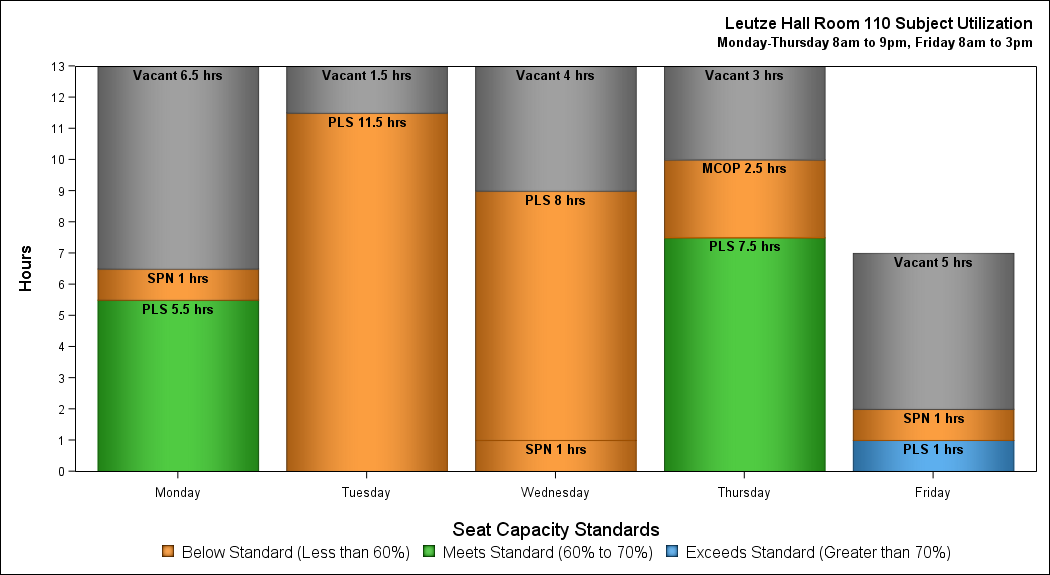 Leutze Hall Room 110 Subject Utilization
Monday-Thursday 8am to 9pm, Friday 8am to 3pm
Hours
13
12
11
10
9
8
7
6
5
4
3
2
1
0
Vacant 6.5 hrs
SPN 1 hrs
PLS 5.5 hrs
Vacant 1.5 hrs
PLS 11.5 hrs
Vacant 4 hrs
PLS 8 hrs
SPN 1 hrs
Vacant 3 hrs
MCOP 2.5 hrs
PLS 7.5 hrs
Vacant 5 hrs
SPN 1 hrs
PLS 1 hrs
Monday Tuesday Wednesday Thursday Friday
Seat Capacity Standards
Below Standard (Less than 60%) Meets Standard (60% to 70%) Exceeds Standard (Greater than 70%)